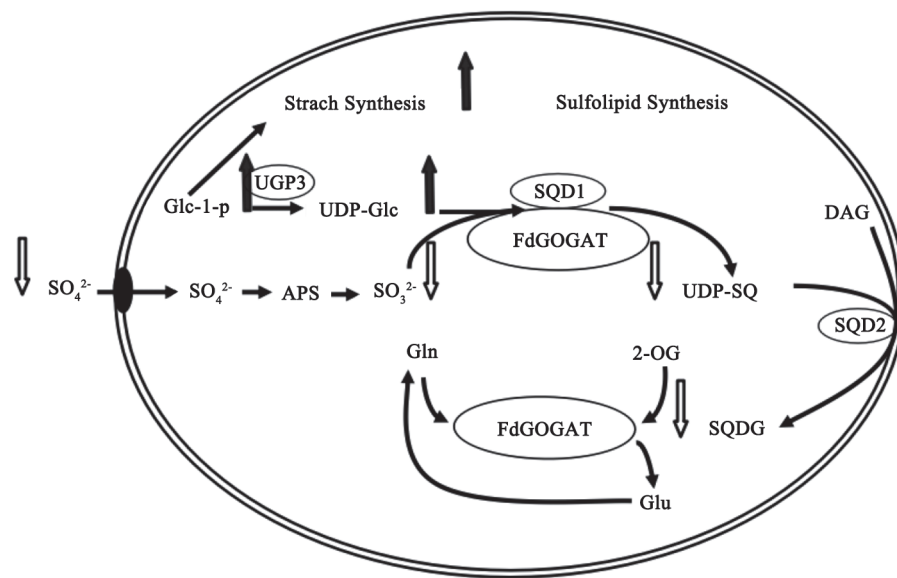 Strach Synthesis
Sulfolipid Synthesis
UGP3
Glc-1-p
UDP-Glc
SQD1
FdGOGAT
DAG
SO₄²⁻
SO₄²⁻
APS
SO₃²⁻
UDP-SQ
SQD2
Gln
2-OG
FdGOGAT
SQDG
Glu